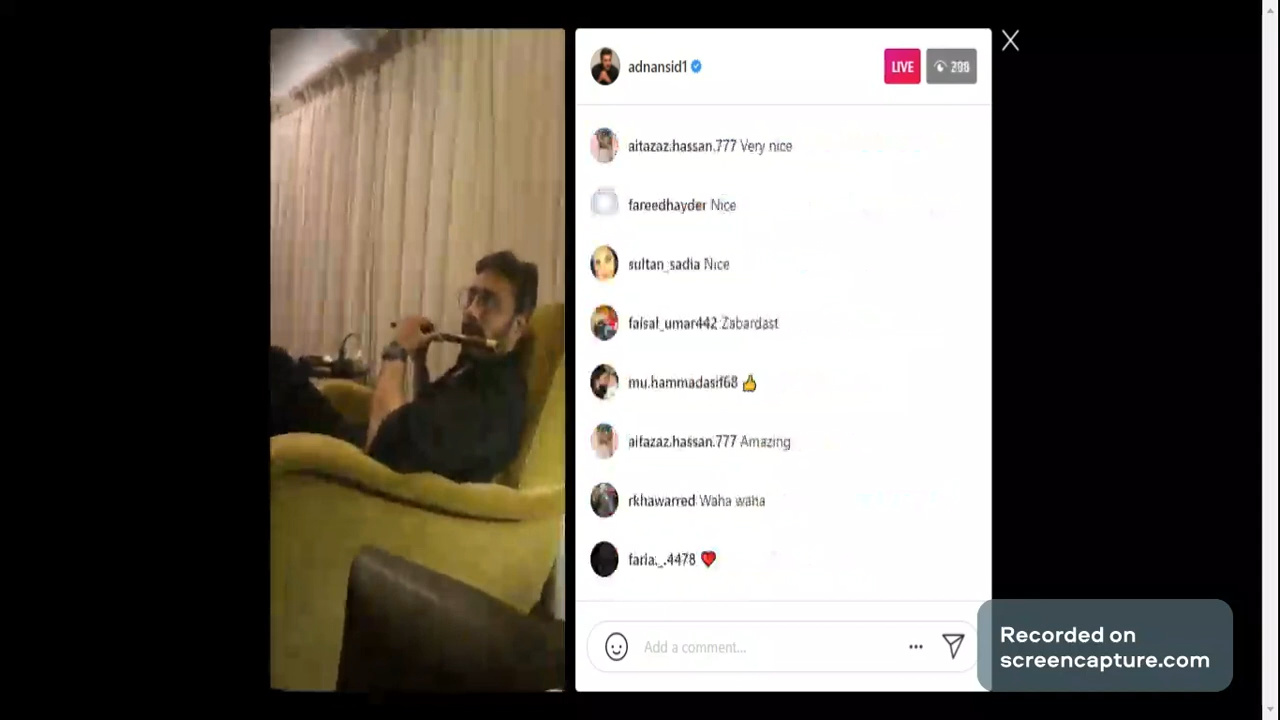 adnansid1
LIVE
aitazaz.hassan.777 Very nice
fareedhayder Nice
sultan_sadia Nice
faisal_umar442 Zabardast
mu.hammadasif68 👍
aitazaz.hassan.777 Amazing
rkhawarred Waha waha
faria._.4478 ❤️
Add a comment...
Recorded on
screencapture.com